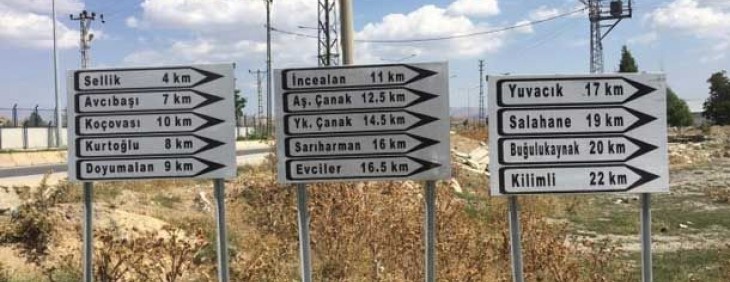 Sellik 4 km
Avcıbaşı 7 km
Koçovası 10 km
Kurtoğlu 8 km
Doyumalan 9 km
İncealan 11 km
Aş. Çanak 12.5 km
Yk. Çanak 14.5 km
Sarıharman 16 km
Evciler 16.5 km
Yuvacık 17 km
Salahane 19 km
Buğulukaynak 20 km
Kilimli 22 km